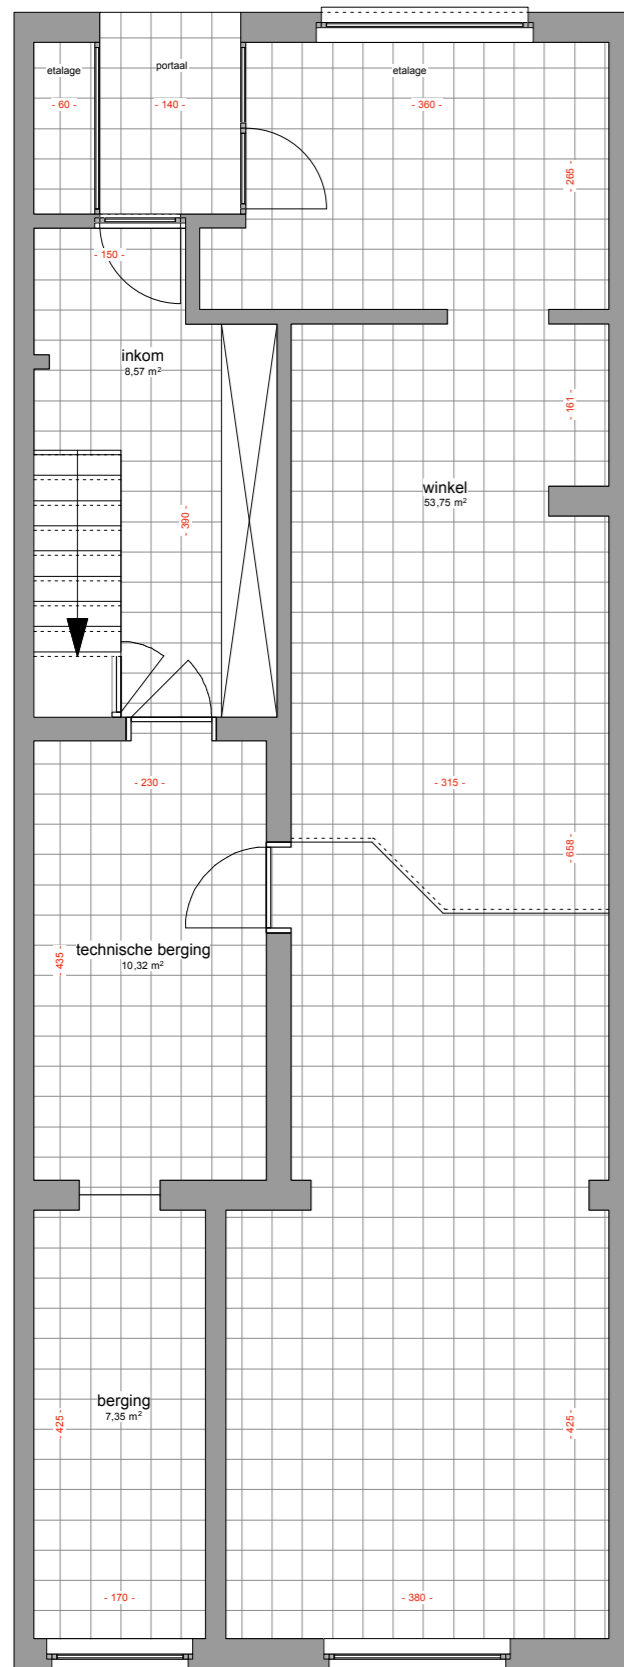 portaal
etalage
etalage
- 60 -
- 140 -
- 360 -
- 265 -
- 150 -
inkom
8,57 m²
- 161 -
winkel
53,75 m²
- 390 -
- 230 -
- 315 -
- 658 -
technische berging
10,32 m²
- 435 -
berging
7,35 m²
- 425 -
- 425 -
- 170 -
- 380 -